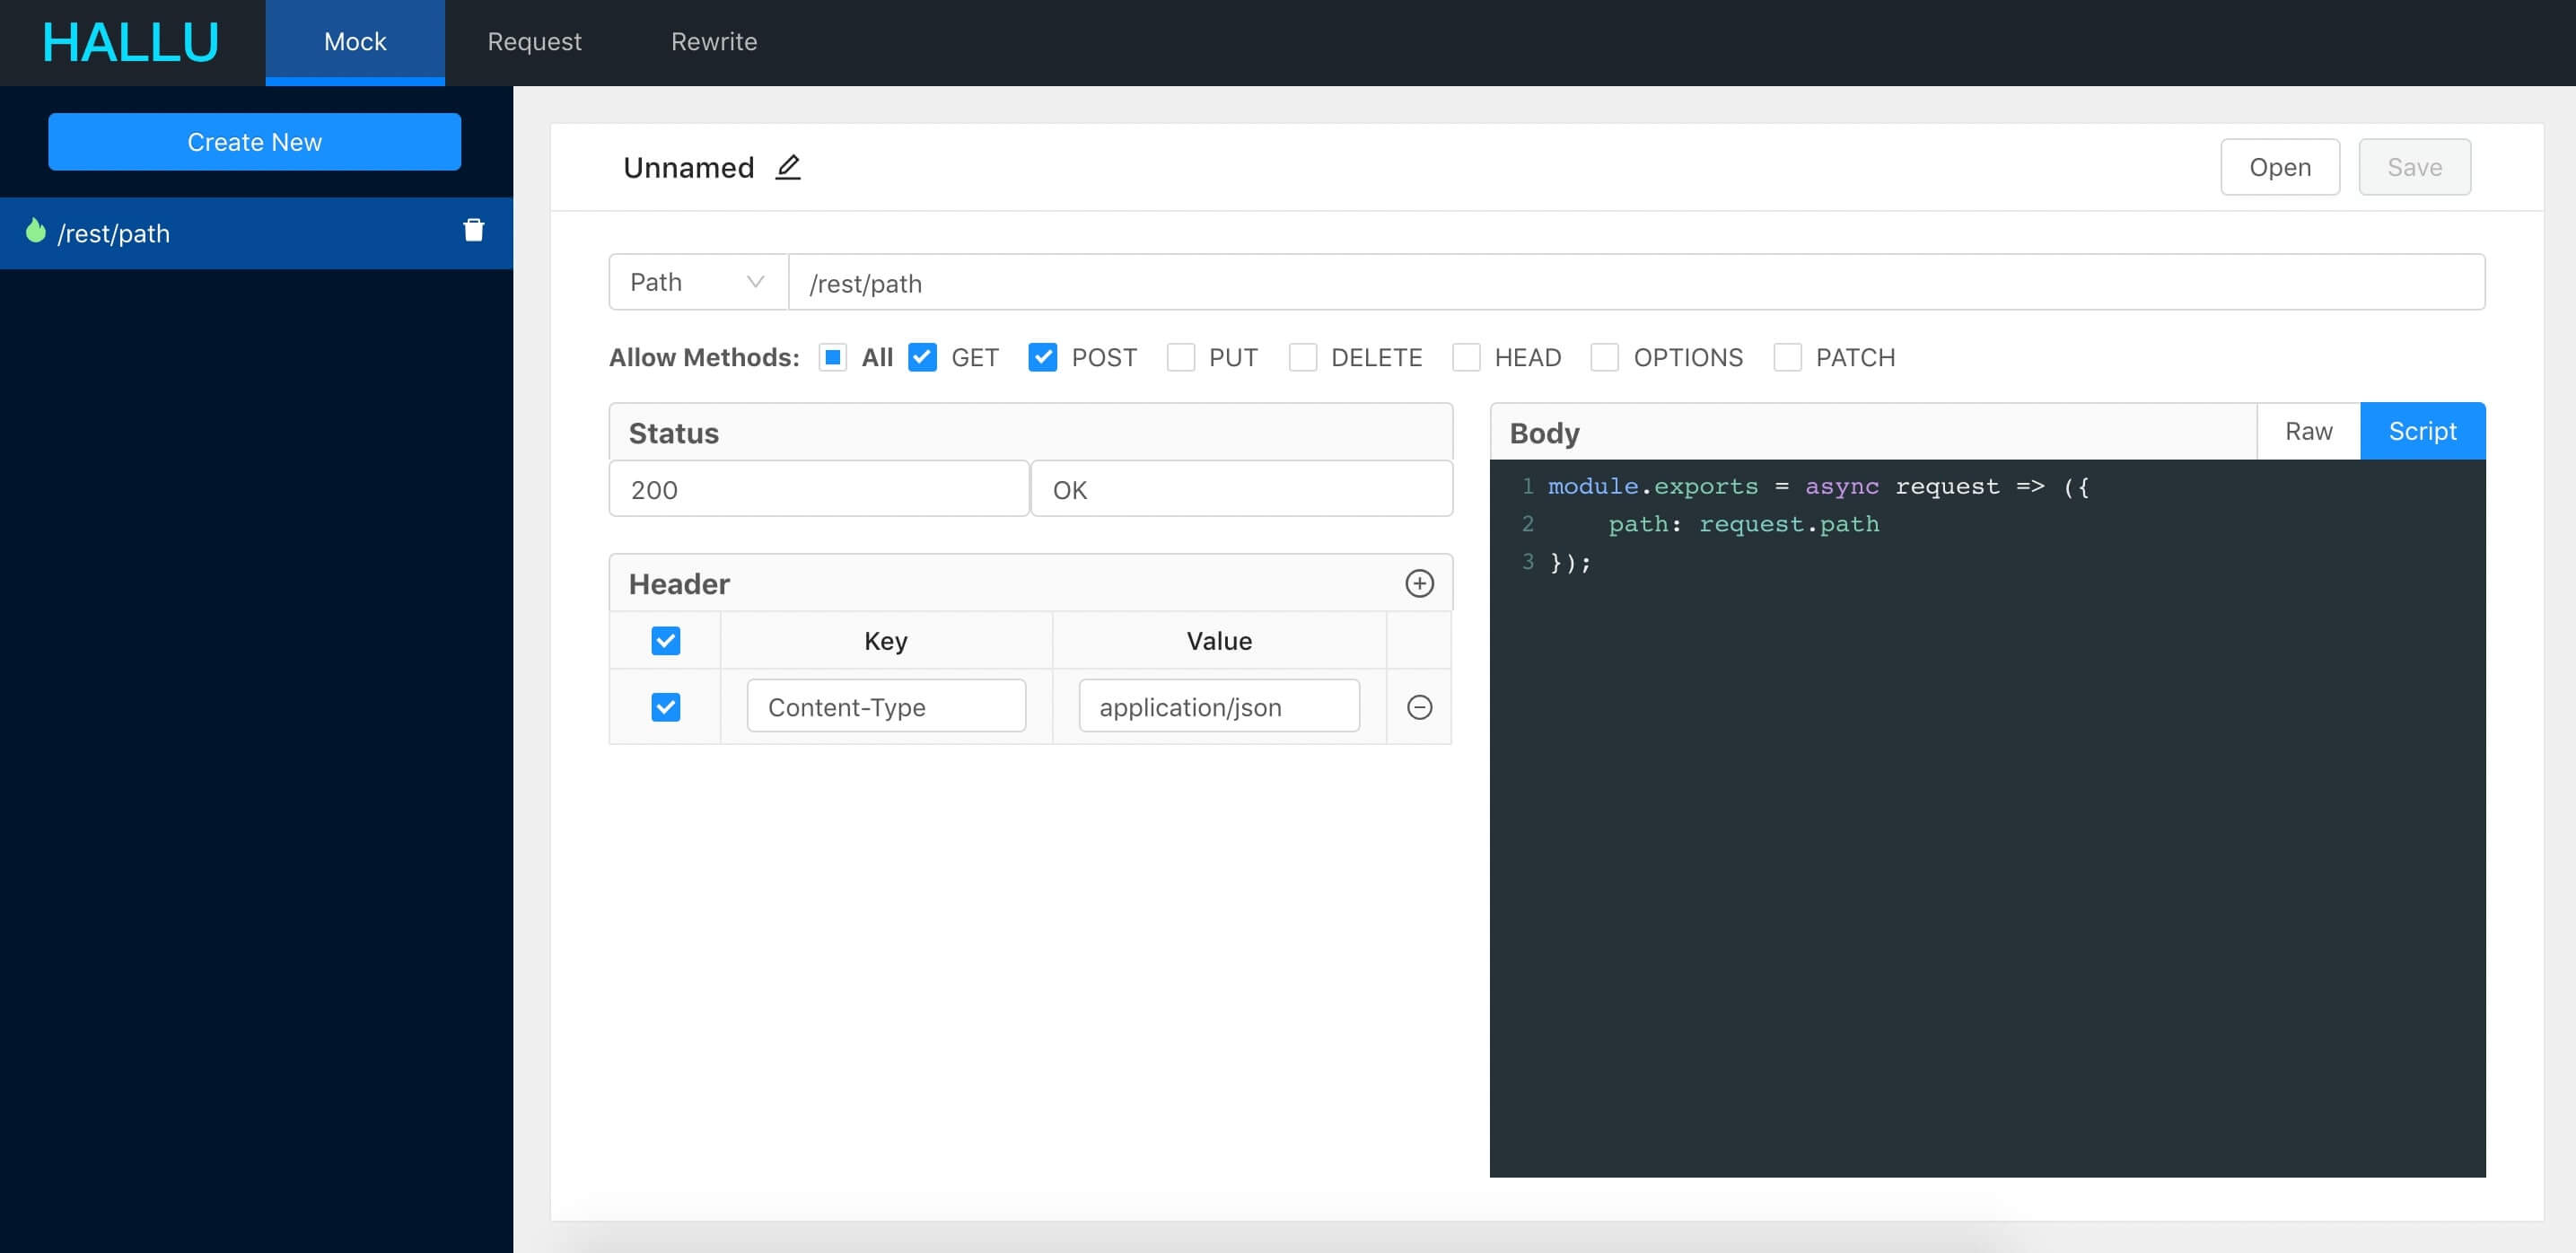 HALLU Mock Request Rewrite
Create New
/rest/path
Unnamed Open Save
Path /rest/path
Allow Methods: All GET POST PUT DELETE HEAD OPTIONS PATCH
Status
200 OK
Header
Key Value
Content-Type application/json
Body Raw Script
1 module.exports = async request => ({
2     path: request.path
3 });